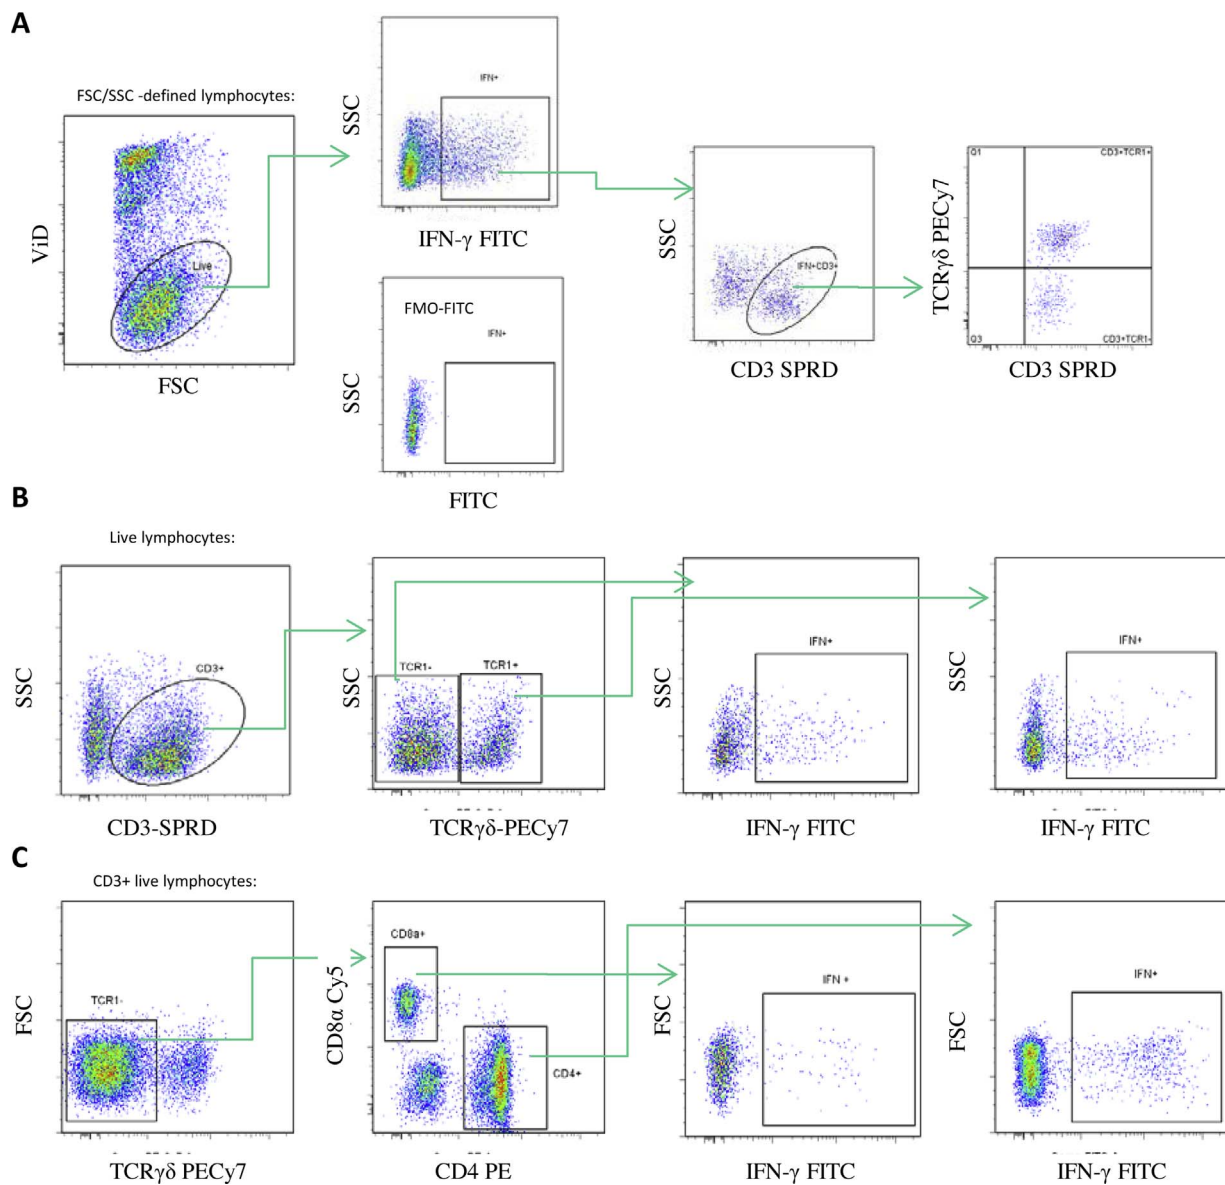 A
FSC/SSC -defined lymphocytes:
ViD
Live
FSC
SSC
IFN+
IFN-γ FITC
SSC
FMO-FITC
IFN+
FITC
SSC
IFN+CD3+
CD3 SPRD
TCRγδ PECy7
Q1
CD3+TCR1+
Q3
CD3+TCR1-
CD3 SPRD
B
Live lymphocytes:
SSC
CD3+
CD3-SPRD
SSC
TCR1-
TCR1+
TCRγδ-PECy7
SSC
IFN+
IFN-γ FITC
SSC
IFN+
IFN-γ FITC
C
CD3+ live lymphocytes:
FSC
TCR1-
TCRγδ PECy7
CD8α Cy5
CD8a+
CD4+
CD4 PE
FSC
IFN +
IFN-γ FITC
FSC
IFN+
IFN-γ FITC